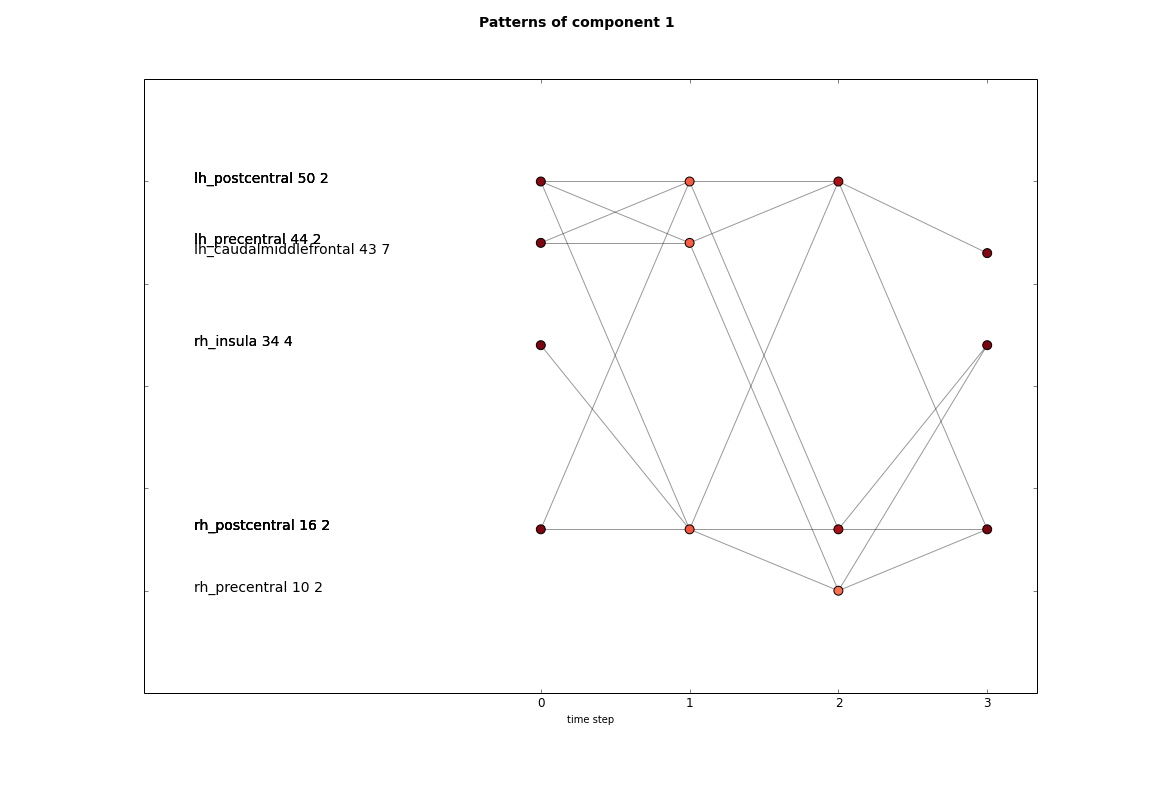 Patterns of component 1
lh_postcentral 50 2
lh_precentral 44 2
lh_caudalmiddlefrontal 43 7
rh_insula 34 4
rh_postcentral 16 2
rh_precentral 10 2
0 1 2 3
time step